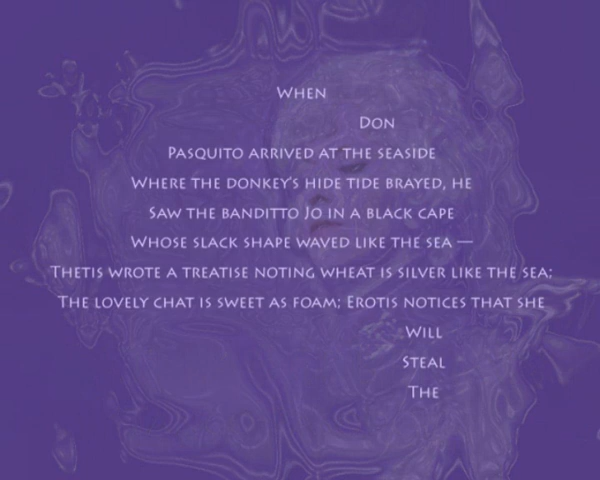 When
Don
Pasquito arrived at the seaside
Where the donkey's hide tide brayed, he
Saw the banditto Jo in a black cape
Whose slack shape waved like the sea —
Thetis wrote a treatise noting wheat is silver like the sea;
The lovely chat is sweet as foam; Erotis notices that she
Will
Steal
The